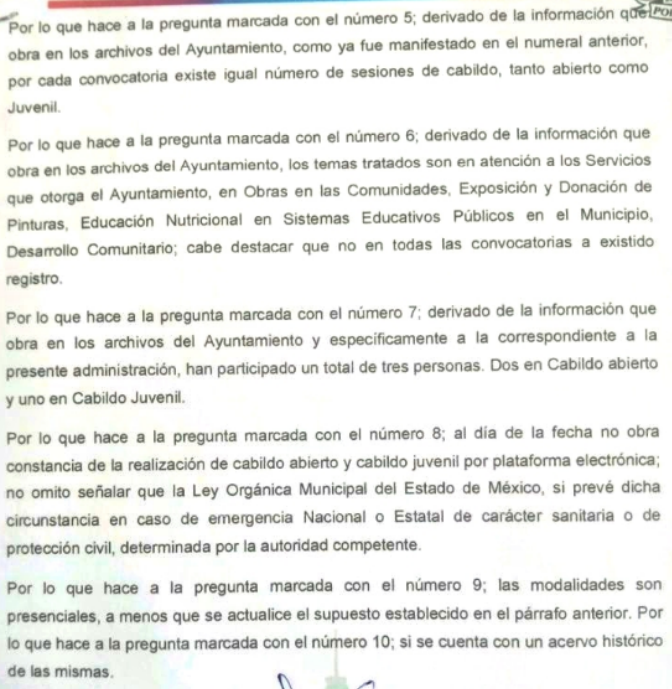 Por lo que hace a la pregunta marcada con el número 5; derivado de la información que
obra en los archivos del Ayuntamiento, como ya fue manifestado en el numeral anterior,
por cada convocatoria existe igual número de sesiones de cabildo, tanto abierto como
Juvenil.
Por lo que hace a la pregunta marcada con el número 6; derivado de la información que
obra en los archivos del Ayuntamiento, los temas tratados son en atención a los Servicios
que otorga el Ayuntamiento, en Obras en las Comunidades, Exposición y Donación de
Pinturas, Educación Nutricional en Sistemas Educativos Públicos en el Municipio,
Desarrollo Comunitario; cabe destacar que no en todas las convocatorias a existido
registro.
Por lo que hace a la pregunta marcada con el número 7; derivado de la información que
obra en los archivos del Ayuntamiento y específicamente a la correspondiente a la
presente administración, han participado un total de tres personas. Dos en Cabildo abierto
y uno en Cabildo Juvenil.
Por lo que hace a la pregunta marcada con el número 8; al día de la fecha no obra
constancia de la realización de cabildo abierto y cabildo juvenil por plataforma electrónica;
no omito señalar que la Ley Orgánica Municipal del Estado de México, si prevé dicha
circunstancia en caso de emergencia Nacional o Estatal de carácter sanitaria o de
protección civil, determinada por la autoridad competente.
Por lo que hace a la pregunta marcada con el número 9; las modalidades son
presenciales, a menos que se actualice el supuesto establecido en el párrafo anterior. Por
lo que hace a la pregunta marcada con el número 10; si se cuenta con un acervo histórico
de las mismas.